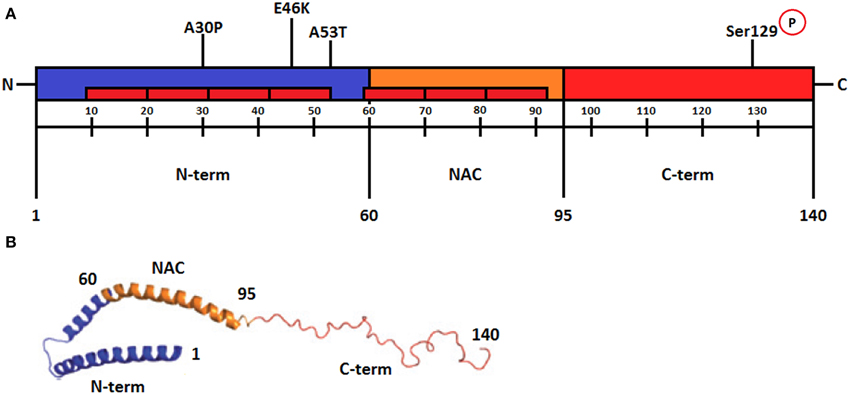 A
E46K
A30P
A53T
Ser129 P
N C
10 20 30 40 50 60 70 80 90 100 110 120 130
N-term NAC C-term
1 60 95 140
B
NAC
60
95
1
140
C-term
N-term